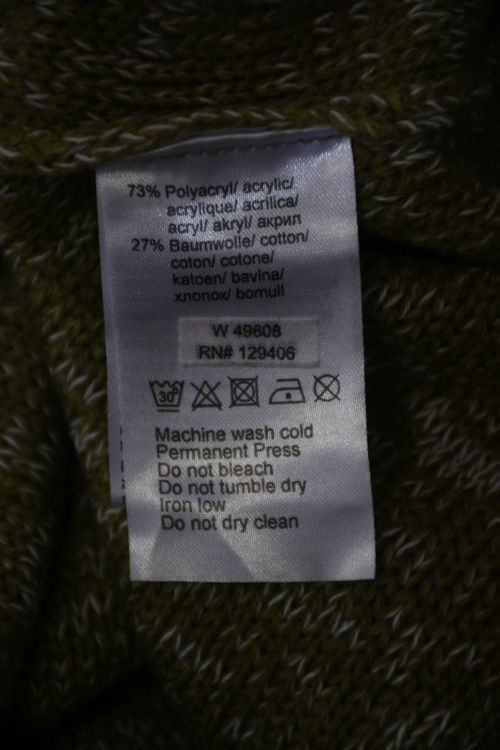 73% Polyacryl/ acrylic/
acrylique/ acrilica/
acryl/ akryl/ акрил
27% Baumwolle/ cotton/
coton/ cotone/
katoen/ bavlna/
хлопок/ bomull
W 49608
RN# 129406
30°
Machine wash cold
Permanent Press
Do not bleach
Do not tumble dry
Iron low
Do not dry clean